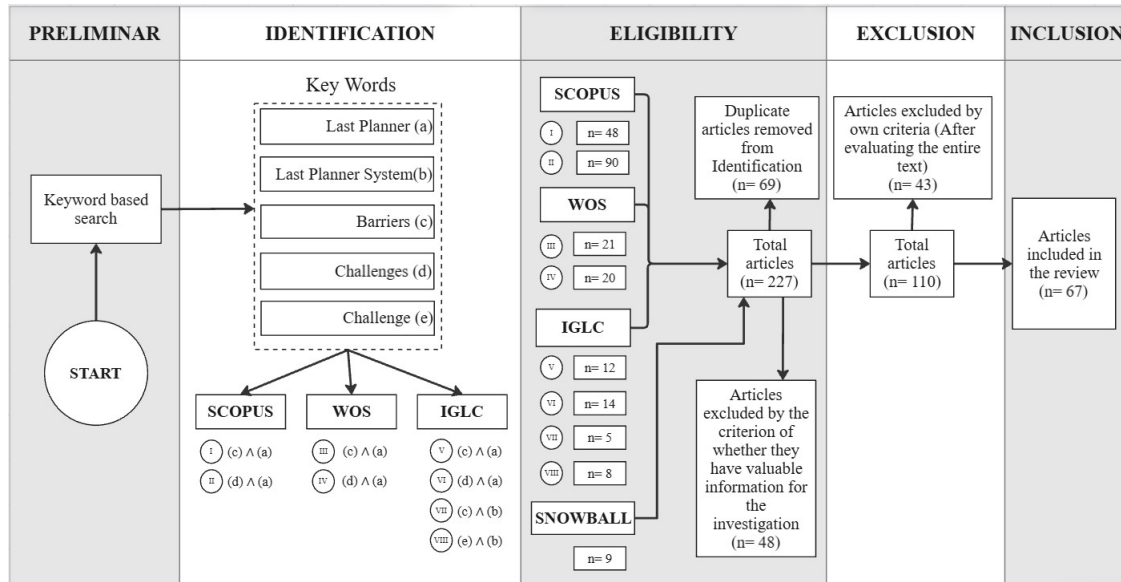 PRELIMINAR
IDENTIFICATION
ELIGIBILITY
EXCLUSION
INCLUSION
Keyword based
search
START
Key Words
Last Planner (a)
Last Planner System(b)
Barriers (c)
Challenges (d)
Challenge (e)
SCOPUS
I (c) ∧ (a)
II (d) ∧ (a)
WOS
III (c) ∧ (a)
IV (d) ∧ (a)
IGLC
V (c) ∧ (a)
VI (d) ∧ (a)
VII (c) ∧ (b)
VIII (e) ∧ (b)
SCOPUS
I n= 48
II n= 90
WOS
III n= 21
IV n= 20
IGLC
V n= 12
VI n= 14
VII n= 5
VIII n= 8
SNOWBALL
n= 9
Duplicate
articles removed
from
Identification
(n= 69)
Total
articles
(n= 227)
Articles
excluded by the
criterion of
whether they
have valuable
information for
the
investigation
(n= 48)
Articles excluded by
own criteria (After
evaluating the entire
text)
(n= 43)
Total
articles
(n= 110)
Articles
included in
the review
(n= 67)